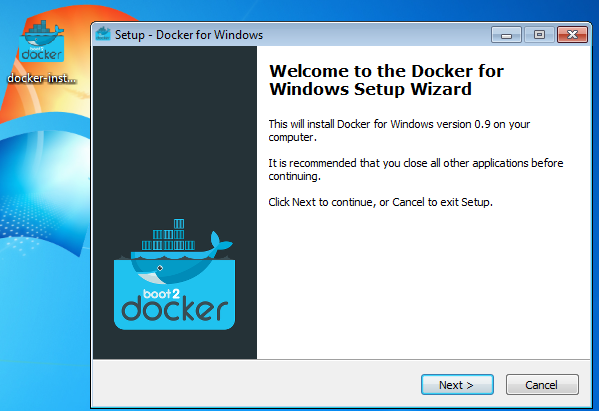 docker
docker-inst...
Setup - Docker for Windows
Welcome to the Docker for
Windows Setup Wizard
This will install Docker for Windows version 0.9 on your
computer.
It is recommended that you close all other applications before
continuing.
Click Next to continue, or Cancel to exit Setup.
boot2
docker
Next >
Cancel